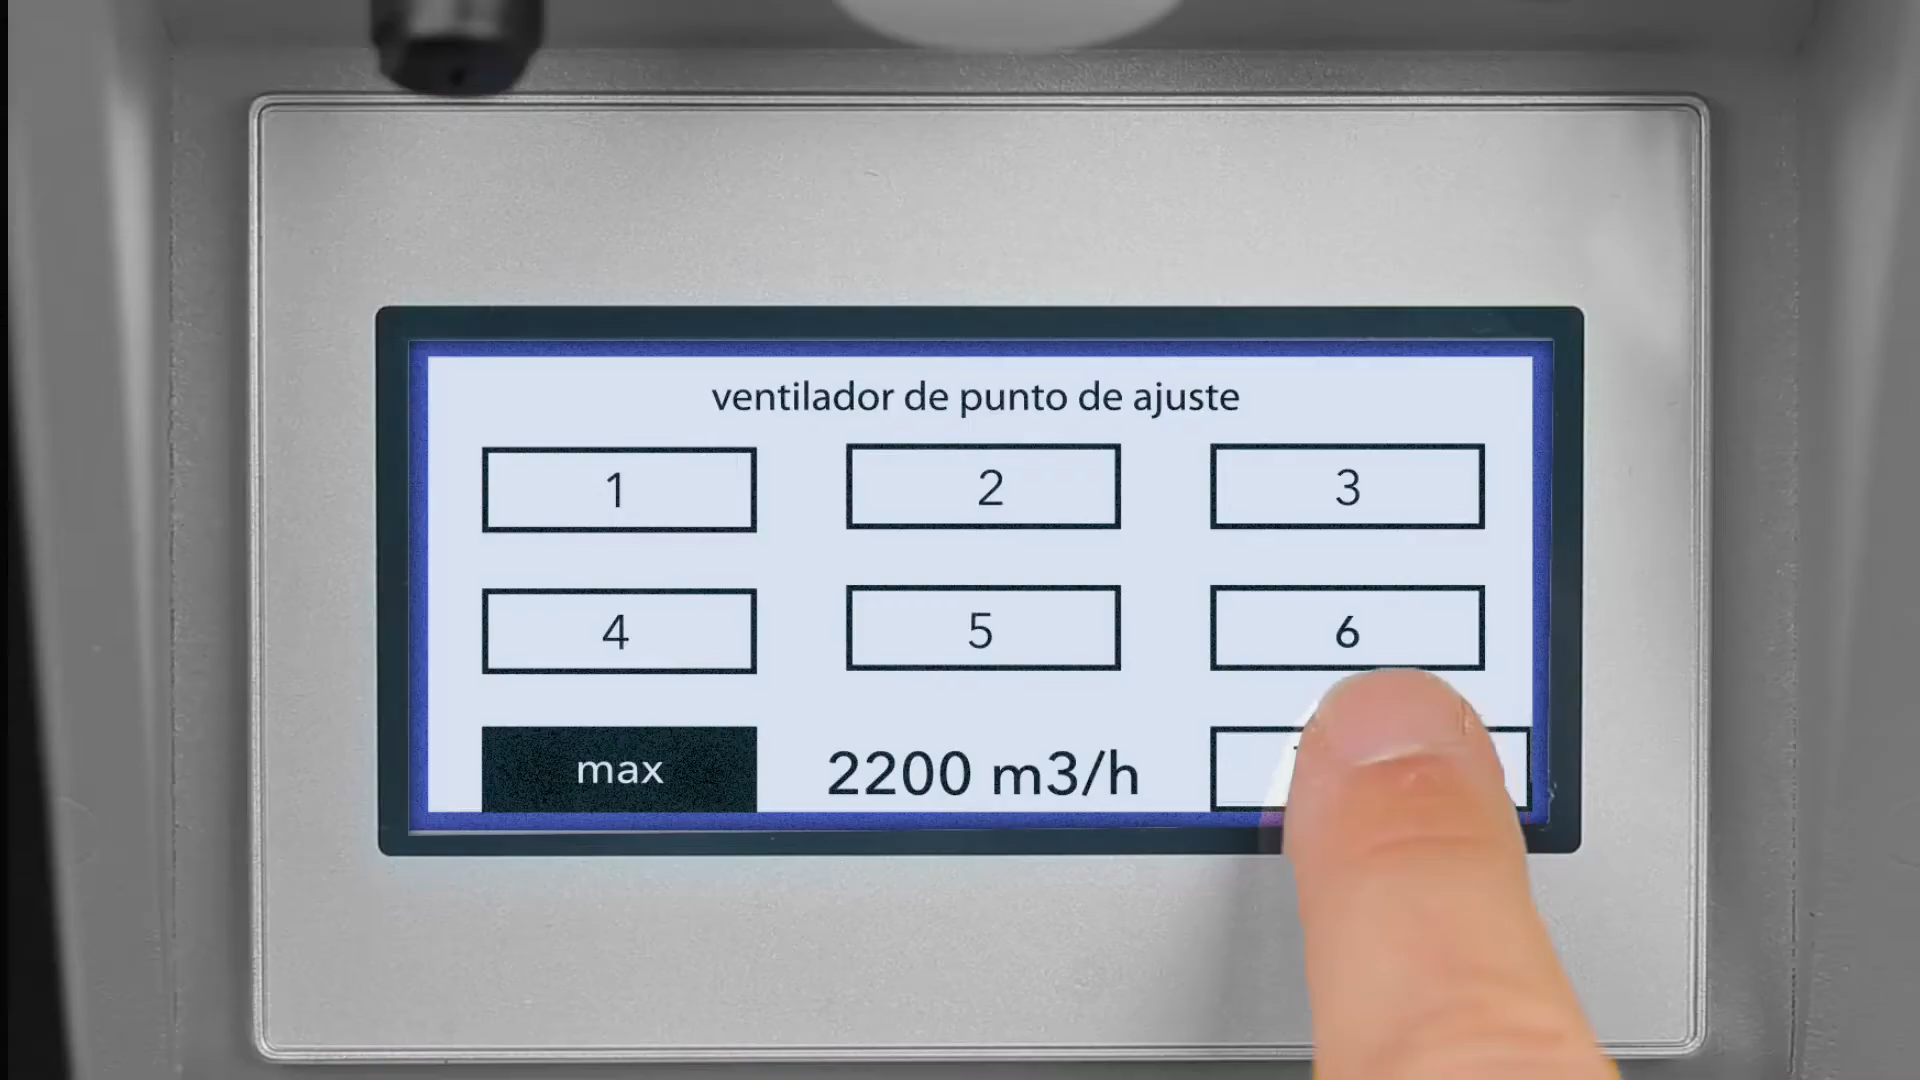 ventilador de punto de ajuste
1 2 3
4 5 6
max 2200 m3/h